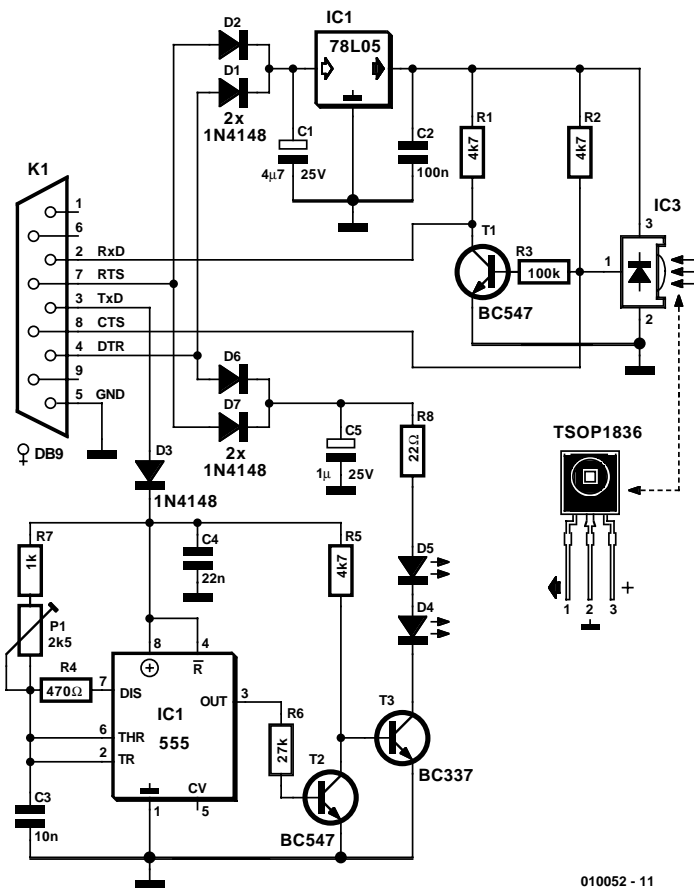 D2
IC1
78L05
D1
2x
1N4148
C1
4µ7
25V
C2
100n
R1
4k7
R2
4k7
IC3
3
1
2
T1
BC547
R3
100k
K1
1
6
2 RxD
7 RTS
3 TxD
8 CTS
4 DTR
9
5 GND
♀ DB9
D6
D7
2x
1N4148
D3
1N4148
C5
1µ
25V
R8
22Ω
TSOP1836
1 2 3
+
R7
1k
P1
2k5
C4
22n
R5
4k7
D5
D4
R4
470Ω
8
4
R
7
DIS
OUT
3
IC1
555
6
THR
2
TR
CV
1
5
R6
27k
T2
BC547
T3
BC337
C3
10n
010052 - 11